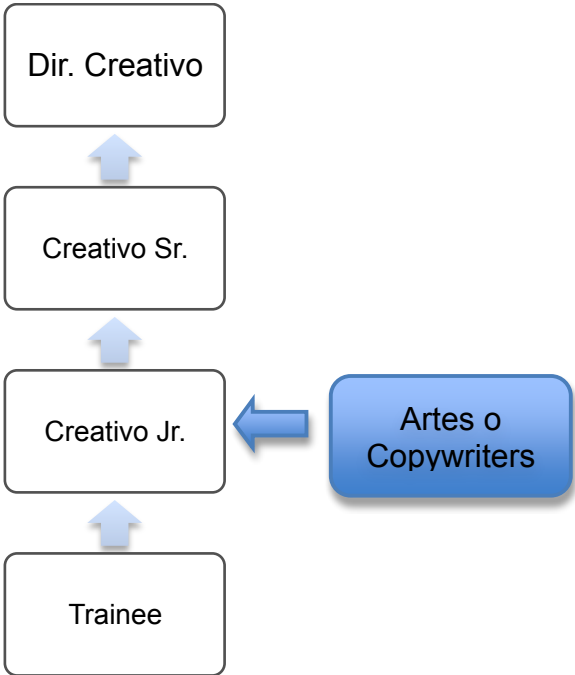 Dir. Creativo
Creativo Sr.
Creativo Jr.
Artes o
Copywriters
Trainee